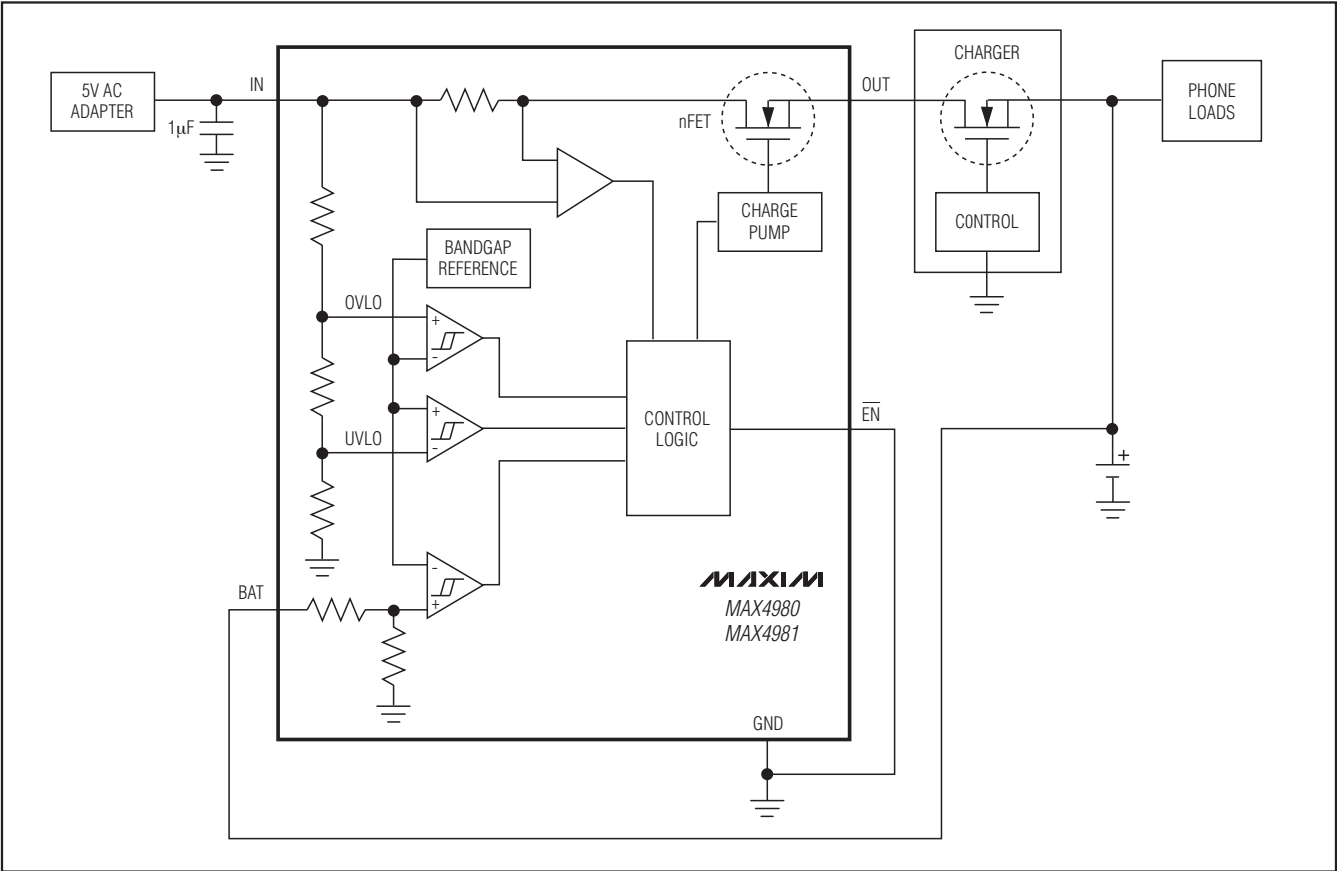 5V AC
ADAPTER
1µF
IN
nFET
OUT
CHARGER
C0NTROL
PHONE
LOADS
CHARGE
PUMP
BANDGAP
REFERENCE
OVLO
+
-
+
UVLO
-
CONTROL
LOGIC
EN
+
-
+
BAT
MAXIM
MAX4980
MAX4981
GND